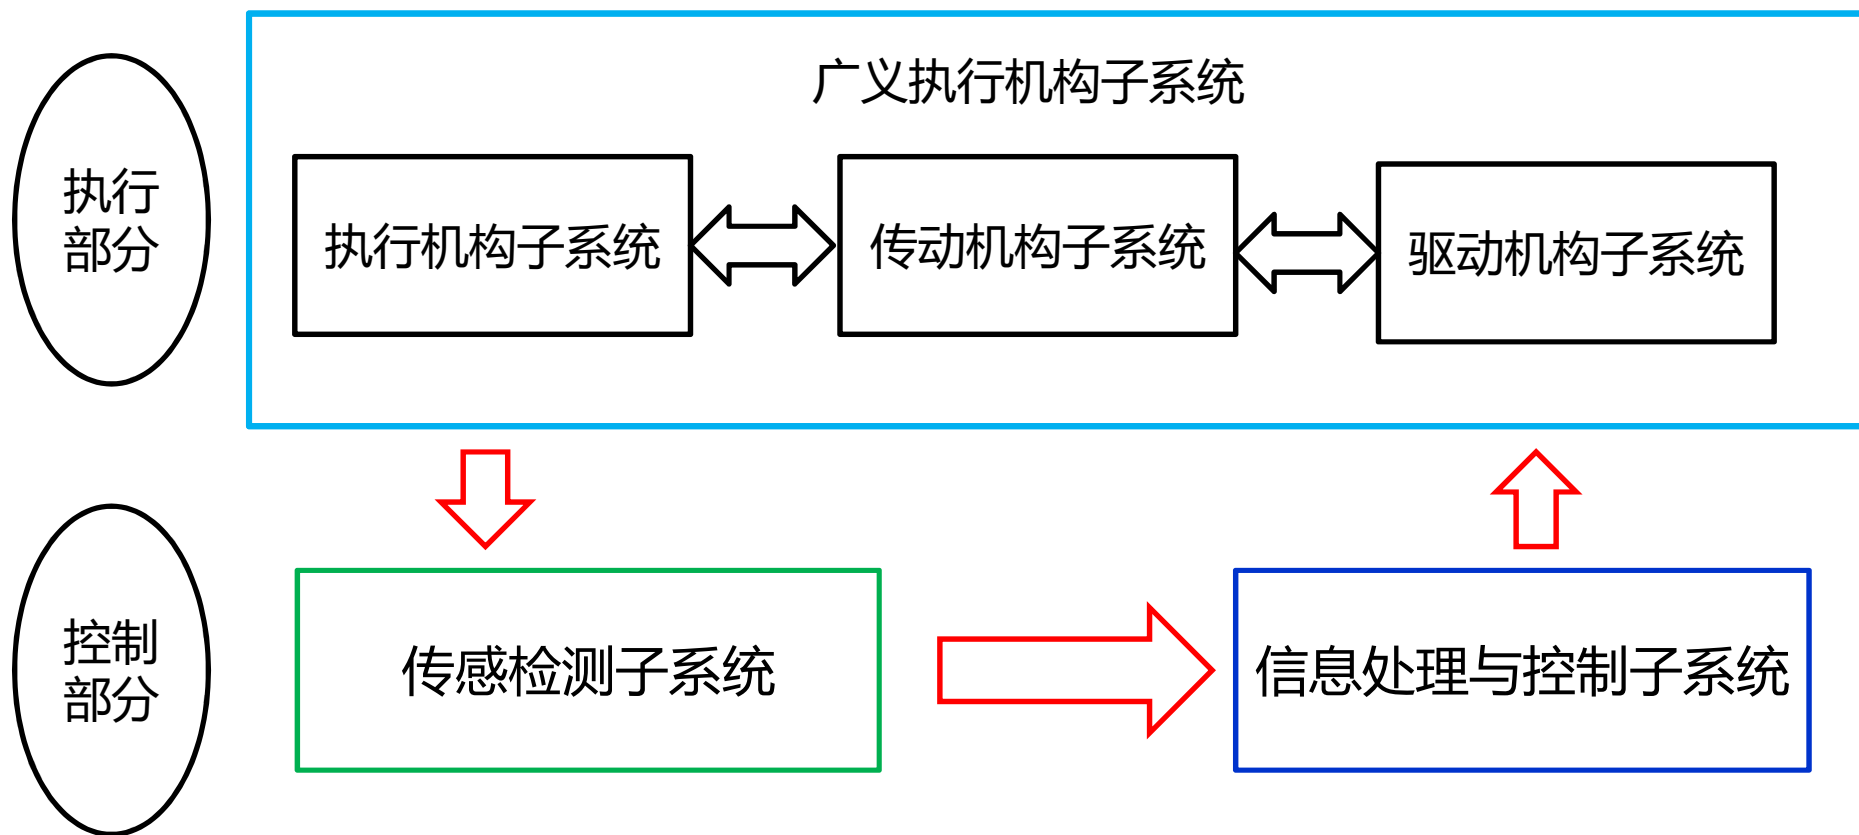 广义执行机构子系统
执行
部分
执行机构子系统
传动机构子系统
驱动机构子系统
控制
部分
传感检测子系统
信息处理与控制子系统